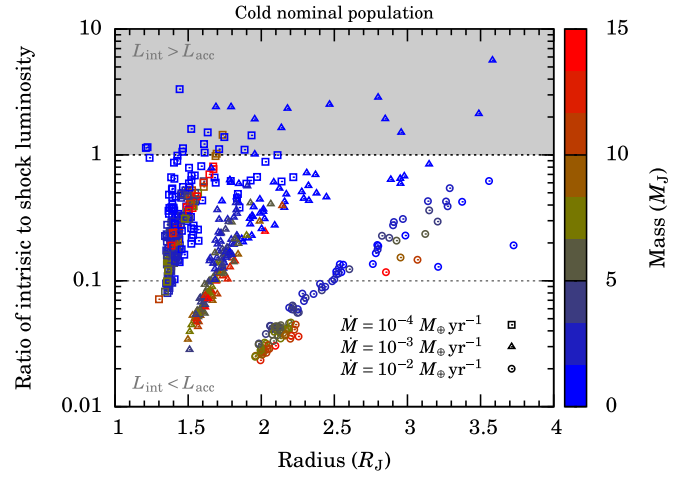 Cold nominal population
Ratio of intrisic to shock luminosity
10
1
0.1
0.01
L_int > L_acc
L_int < L_acc
Ṁ = 10⁻⁴ M_⊕ yr⁻¹
Ṁ = 10⁻³ M_⊕ yr⁻¹
Ṁ = 10⁻² M_⊕ yr⁻¹
1 1.5 2 2.5 3 3.5 4
Radius (R_J)
15
10
5
0
Mass (M_J)